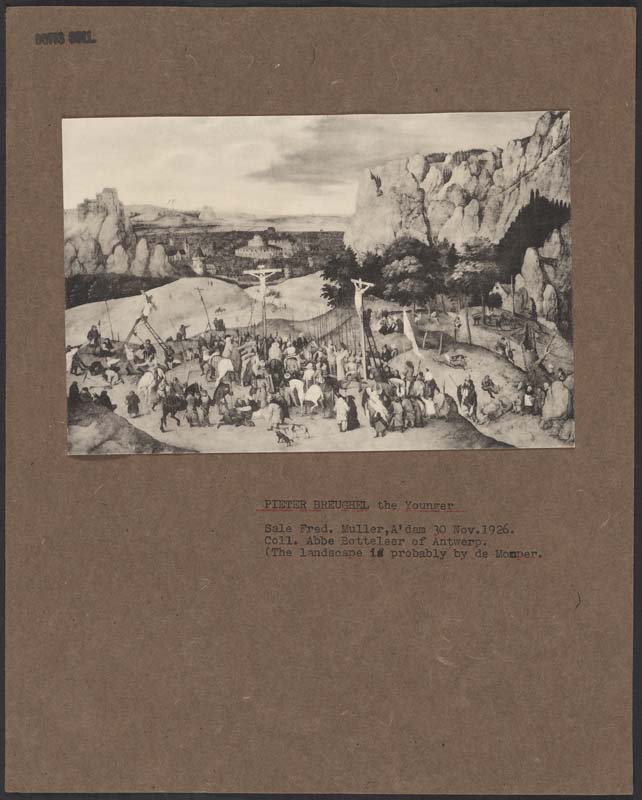 PIETER BREUGHEL the Younger
Sale Fred. Muller,A'dam 30 Nov.1926.
Coll. Abbe Botteleer of Antwerp.
(The landscape is probably by de Momper.